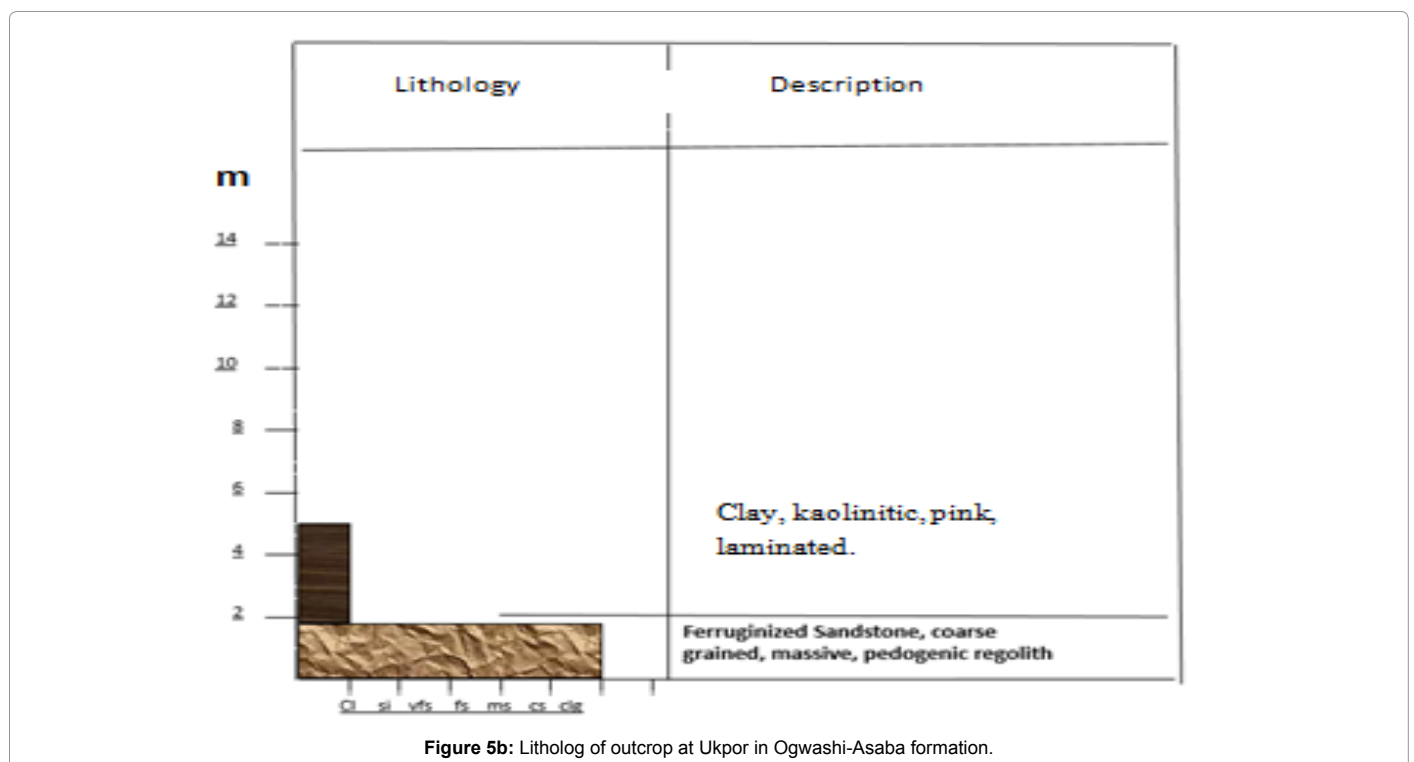 Lithology Description
m
14
12
10
8
6
4
2
Clay, kaolinitic, pink,
laminated.
Ferruginized Sandstone, coarse
grained, massive, pedogenic regolith
Cl si vfs fs ms cs clg
Figure 5b: Litholog of outcrop at Ukpor in Ogwashi-Asaba formation.